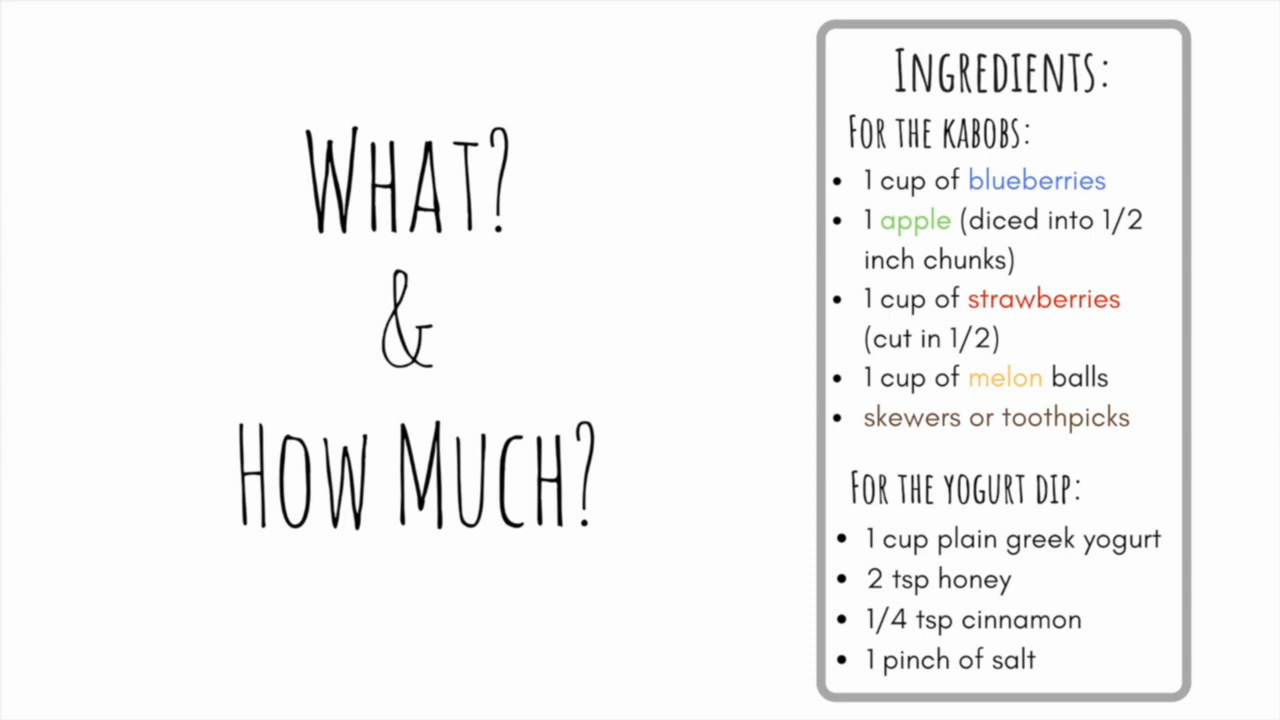 What?
&
How Much?
Ingredients:
For the kabobs:
• 1 cup of blueberries
• 1 apple (diced into 1/2
inch chunks)
• 1 cup of strawberries
(cut in 1/2)
• 1 cup of melon balls
• skewers or toothpicks
For the yogurt dip:
• 1 cup plain greek yogurt
• 2 tsp honey
• 1/4 tsp cinnamon
• 1 pinch of salt